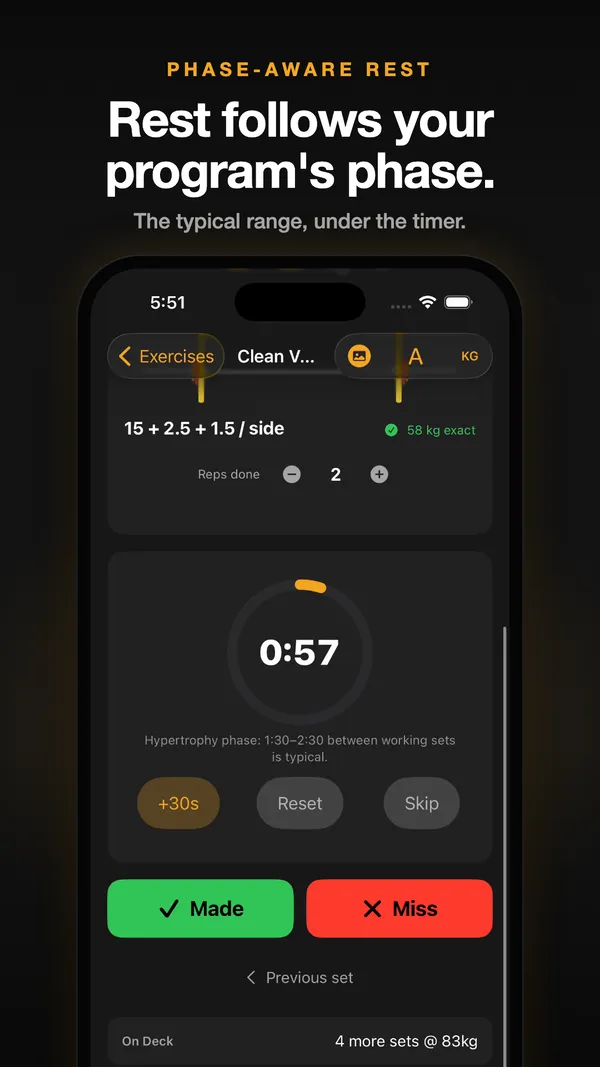 PHASE-AWARE REST
Rest follows your
program's phase.
The typical range, under the timer.
5:51
Exercises
Clean V...
A
KG
15 + 2.5 + 1.5 / side
58 kg exact
Reps done
2
0:57
Hypertrophy phase: 1:30–2:30 between working sets
is typical.
+30s
Reset
Skip
Made
Miss
Previous set
On Deck
4 more sets @ 83kg